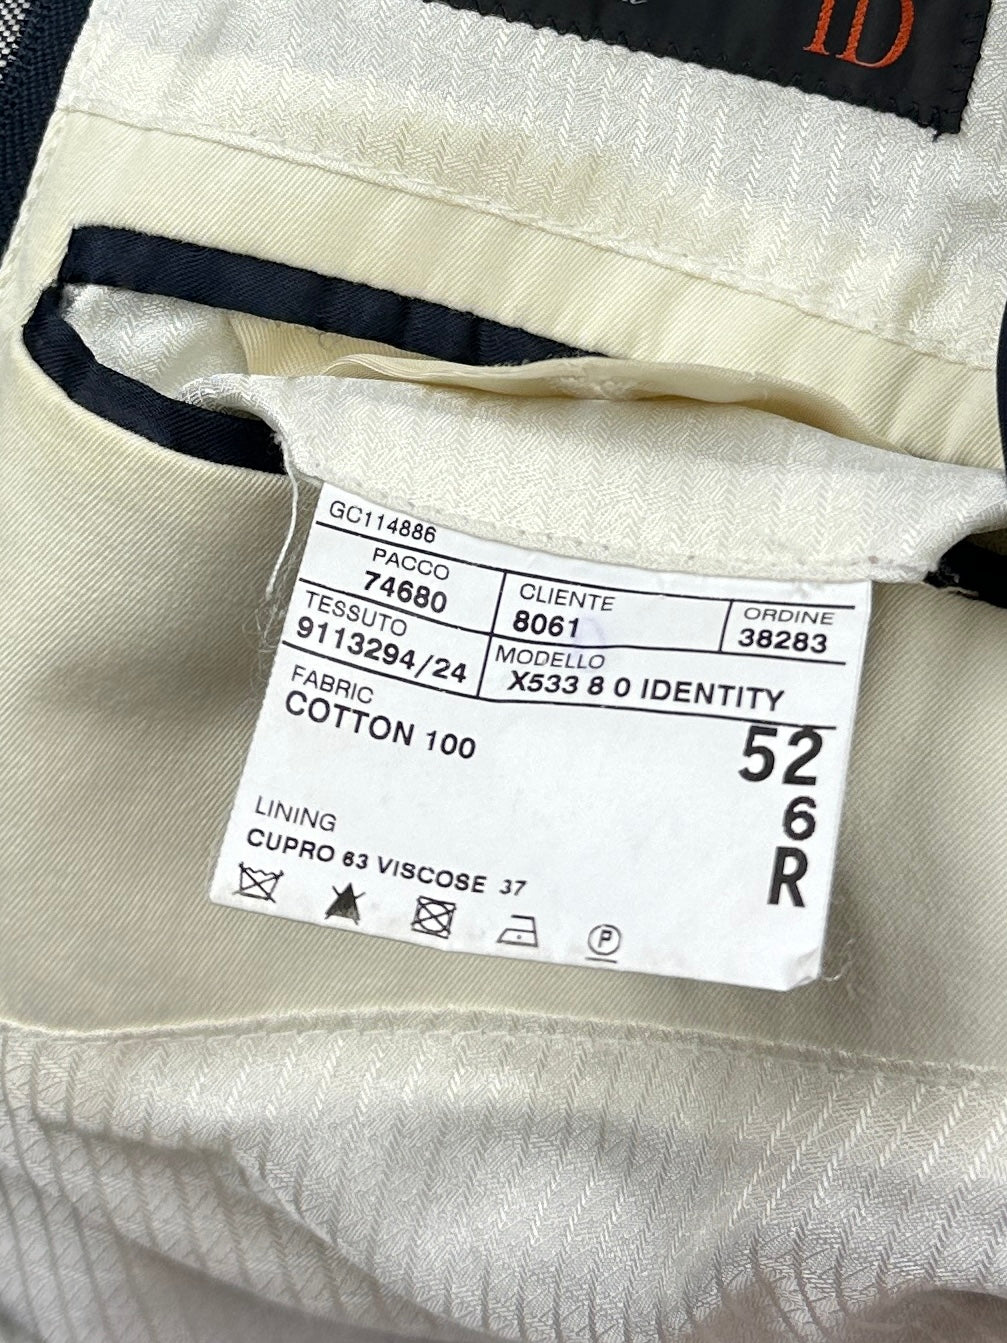 ID
GC114886
PACCO
74680
CLIENTE
8061
ORDINE
38283
TESSUTO
9113294/24
MODELLO
X533 8 0 IDENTITY
FABRIC
COTTON 100
52
6
R
LINING
CUPRO 63 VISCOSE 37
P